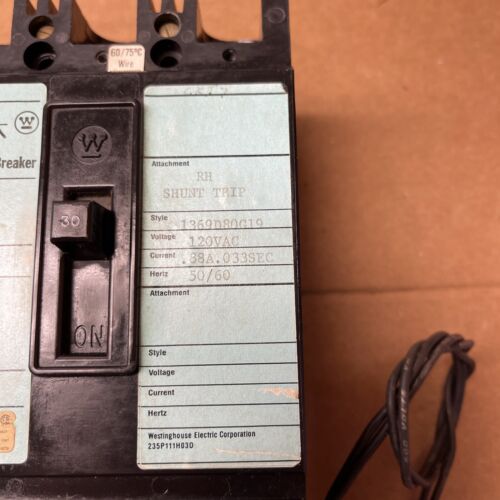 60/75°C
Wire
W
Breaker
W
30
ON
Attachment
RH
SHUNT TRIP
Style 1369D80G19
Voltage 120VAC
Current .88A.033SEC
Hertz 50/60
Attachment
Style
Voltage
Current
Hertz
Westinghouse Electric Corporation
235P111H03D